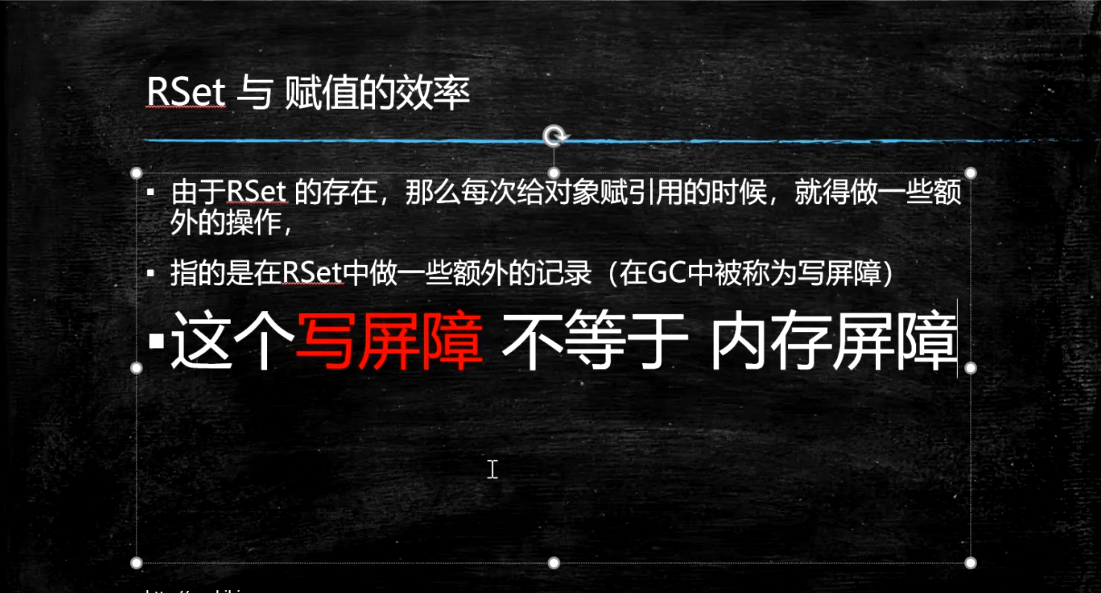 RSet 与 赋值的效率
▪ 由于RSet 的存在，那么每次给对象赋引用的时候，就得做一些额
外的操作，
▪ 指的是在RSet中做一些额外的记录（在GC中被称为写屏障）
▪这个写屏障 不等于 内存屏障